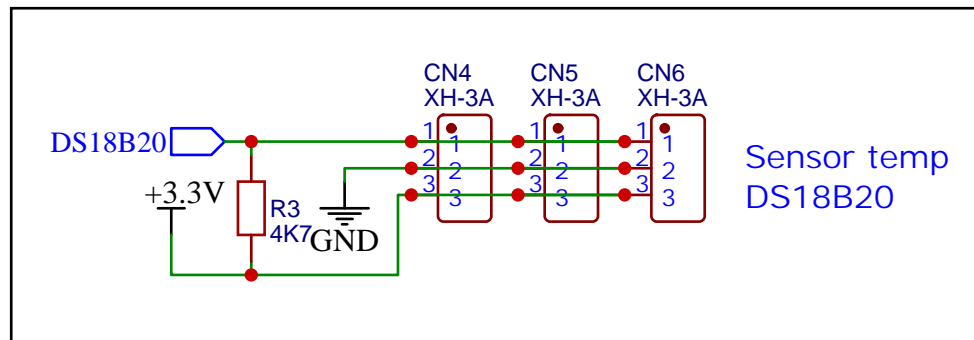 CN4
XH-3A
CN5
XH-3A
CN6
XH-3A
DS18B20
1 1 1 1 1 1
2 2 2 2 2 2
3 3 3 3 3 3
+3.3V
R3
4K7
GND
Sensor temp
DS18B20